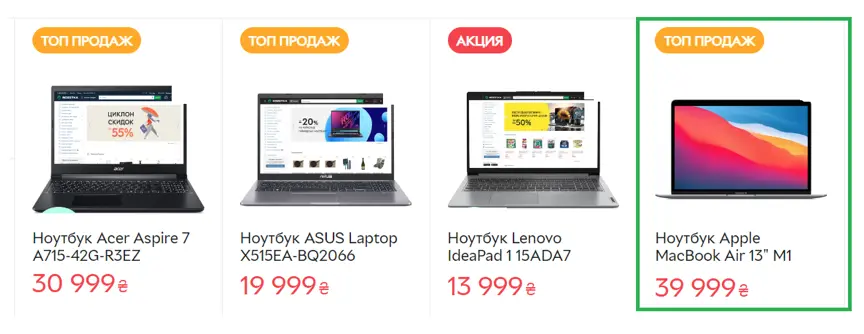 ТОП ПРОДАЖ
ТОП ПРОДАЖ
АКЦИЯ
ТОП ПРОДАЖ
ЦИКЛОН
СКИДОК
55%
-20%
-50%
acer
ASUS
Ноутбук Acer Aspire 7
A715-42G-R3EZ
30 999₴
Ноутбук ASUS Laptop
X515EA-BQ2066
19 999₴
Ноутбук Lenovo
IdeaPad 1 15ADA7
13 999₴
Ноутбук Apple
MacBook Air 13" M1
39 999₴